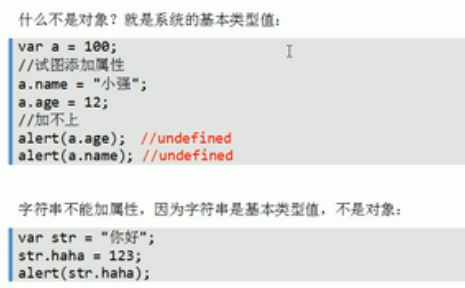 什么不是对象？就是系统的基本类型值：
var a = 100;
//试图添加属性
a.name = "小强";
a.age = 12;
//加不上
alert(a.age);  //undefined
alert(a.name); //undefined
字符串不能加属性，因为字符串是基本类型值，不是对象：
var str = "你好";
str.haha = 123;
alert(str.haha);